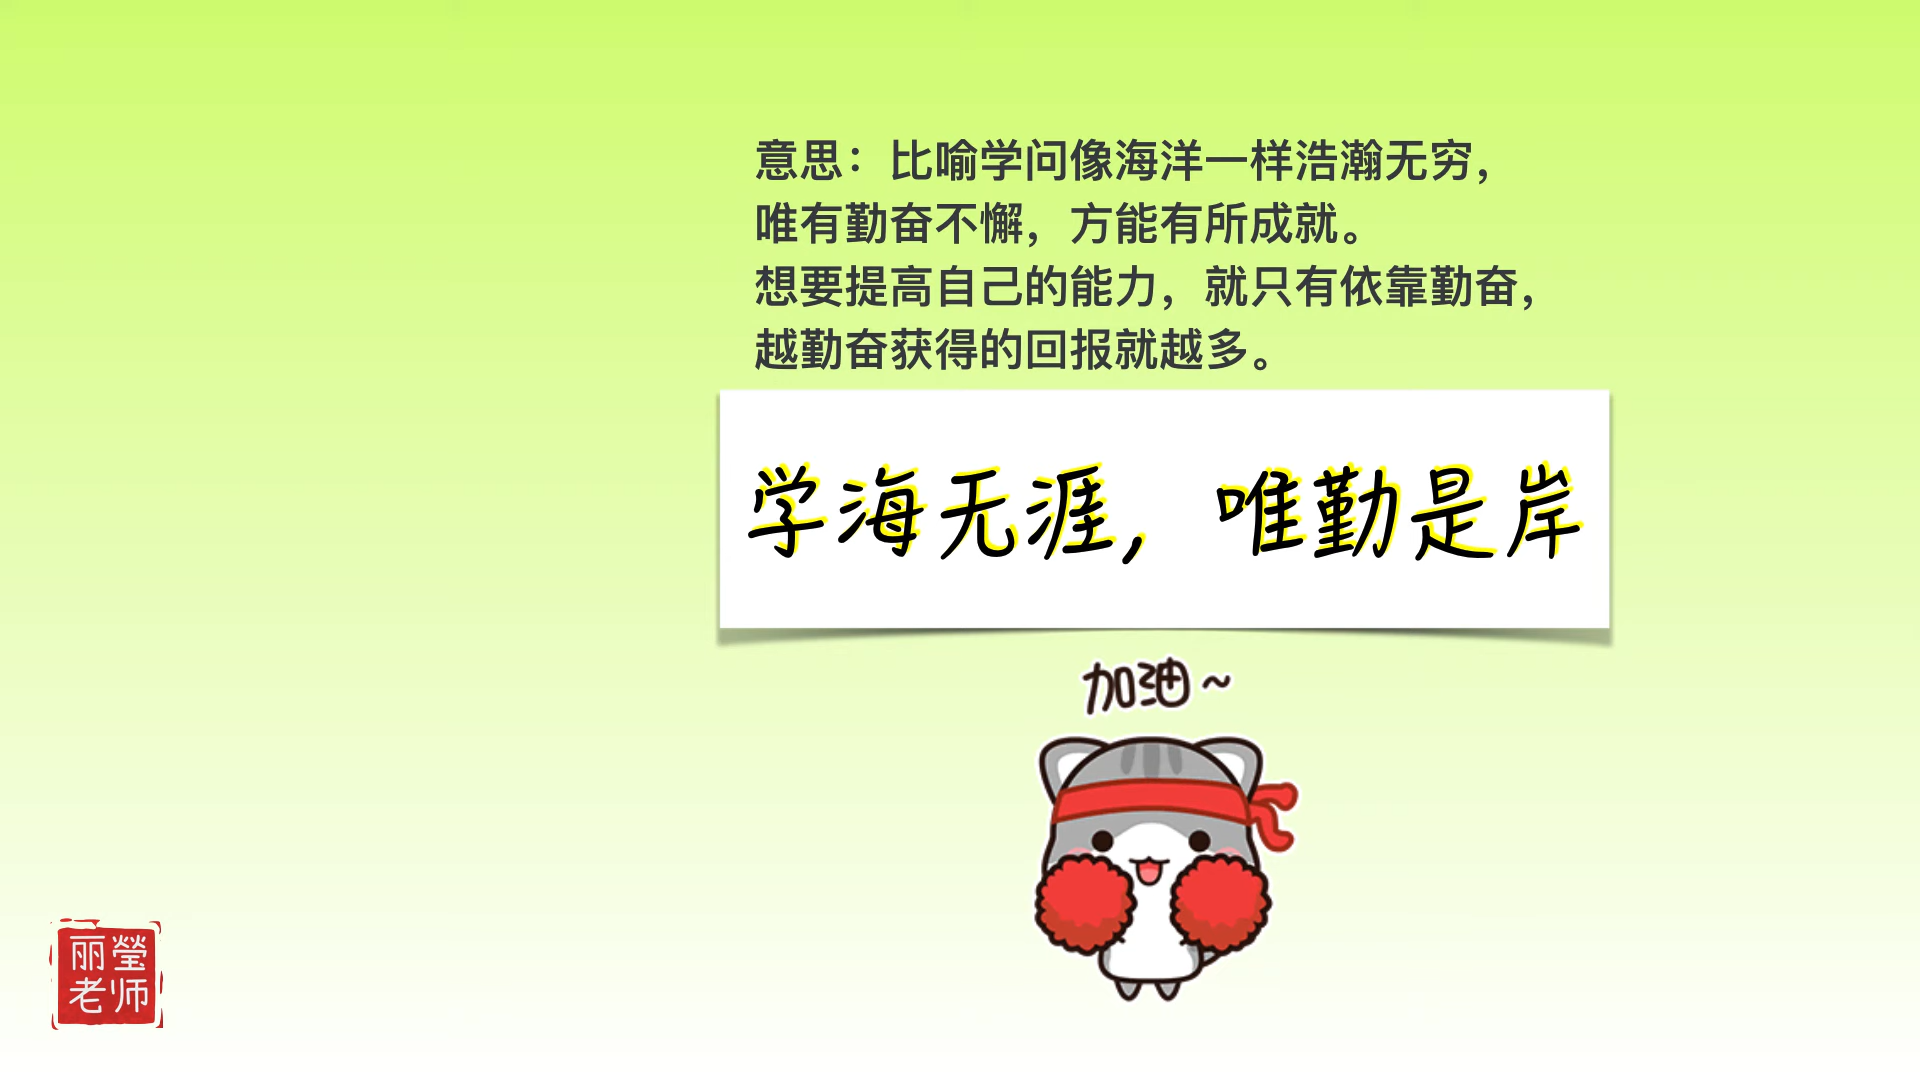 意思：比喻学问像海洋一样浩瀚无穷，
唯有勤奋不懈，方能有所成就。
想要提高自己的能力，就只有依靠勤奋，
越勤奋获得的回报就越多。
学海无涯，唯勤是岸
加油~
丽瑩
老师